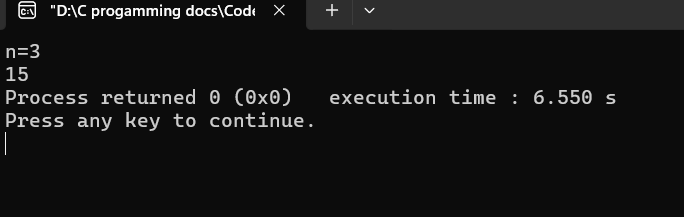 "D:\C progamming docs\Code
n=3
15
Process returned 0 (0x0)   execution time : 6.550 s
Press any key to continue.